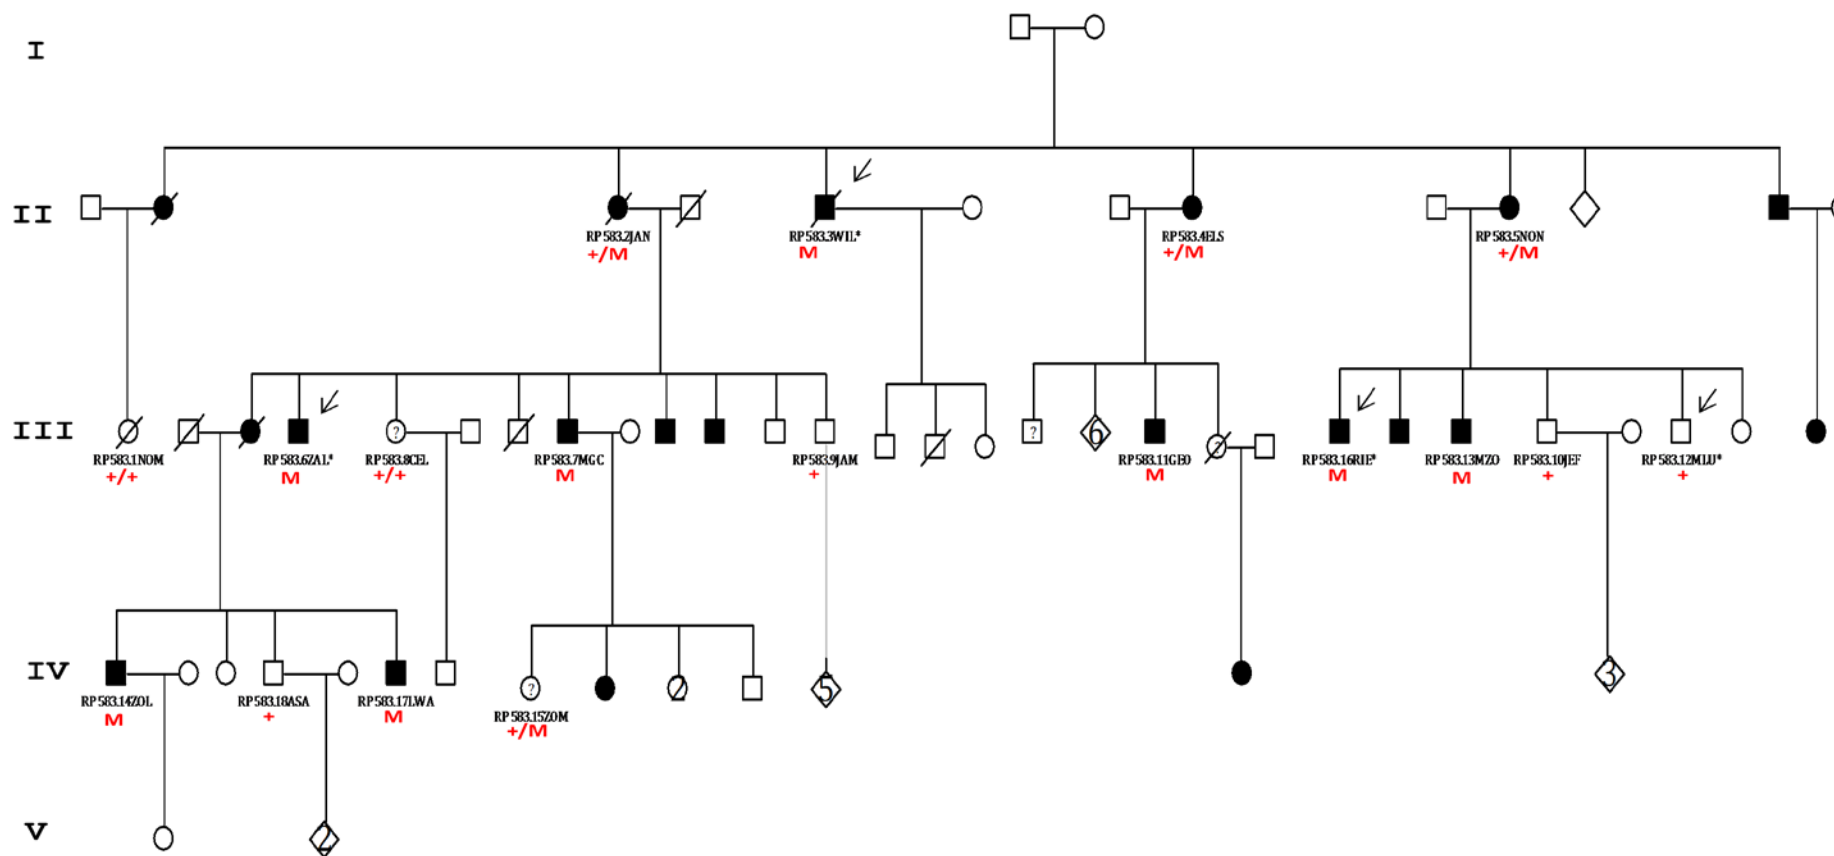 I
II
RP583.2JAN
+/M
RP583.3WIL*
M
RP583.4ELS
+/M
RP583.5NON
+/M
III
?
?
6
?
RP583.1NOM
+/+
RP583.6ZAL*
M
RP583.8CEL
+/+
RP583.7MGC
M
RP583.9JAM
+
RP583.11GEO
M
RP583.16RIE*
M
RP583.13MZO
M
RP583.10JEF
+
RP583.12MLU*
+
IV
?
2
5
3
RP583.14ZOL
M
RP583.18ASA
+
RP583.17LWA
M
RP583.15ZOM
+/M
V
2